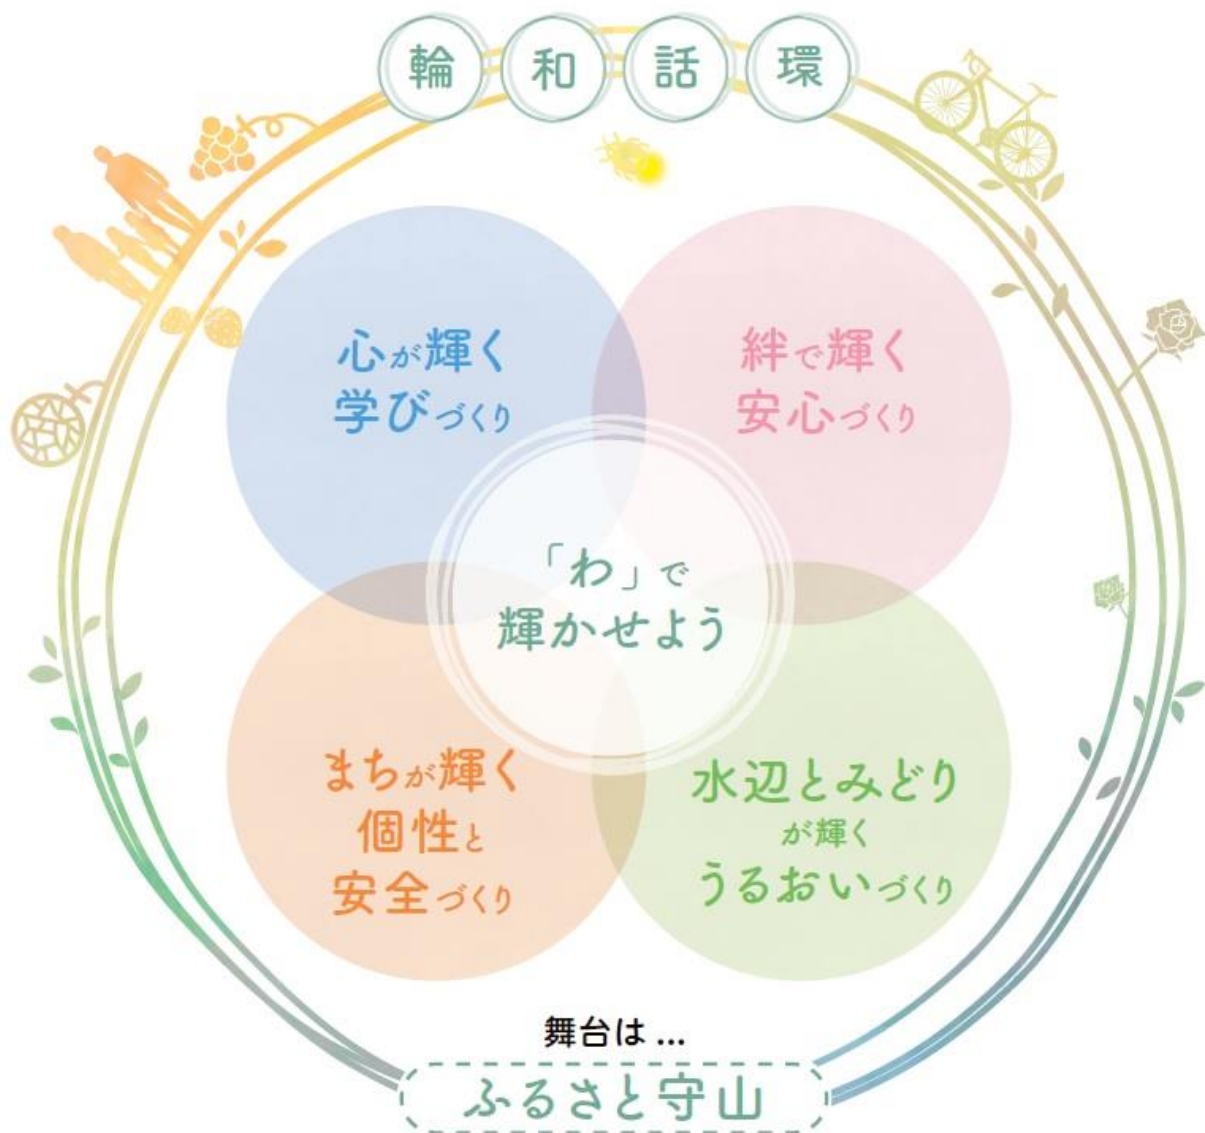 輪 和 話 環
心が輝く
学びづくり
絆で輝く
安心づくり
「わ」で
輝かせよう
まちが輝く
個性と
安全づくり
水辺とみどり
が輝く
うるおいづくり
舞台は ...
ふるさと守山